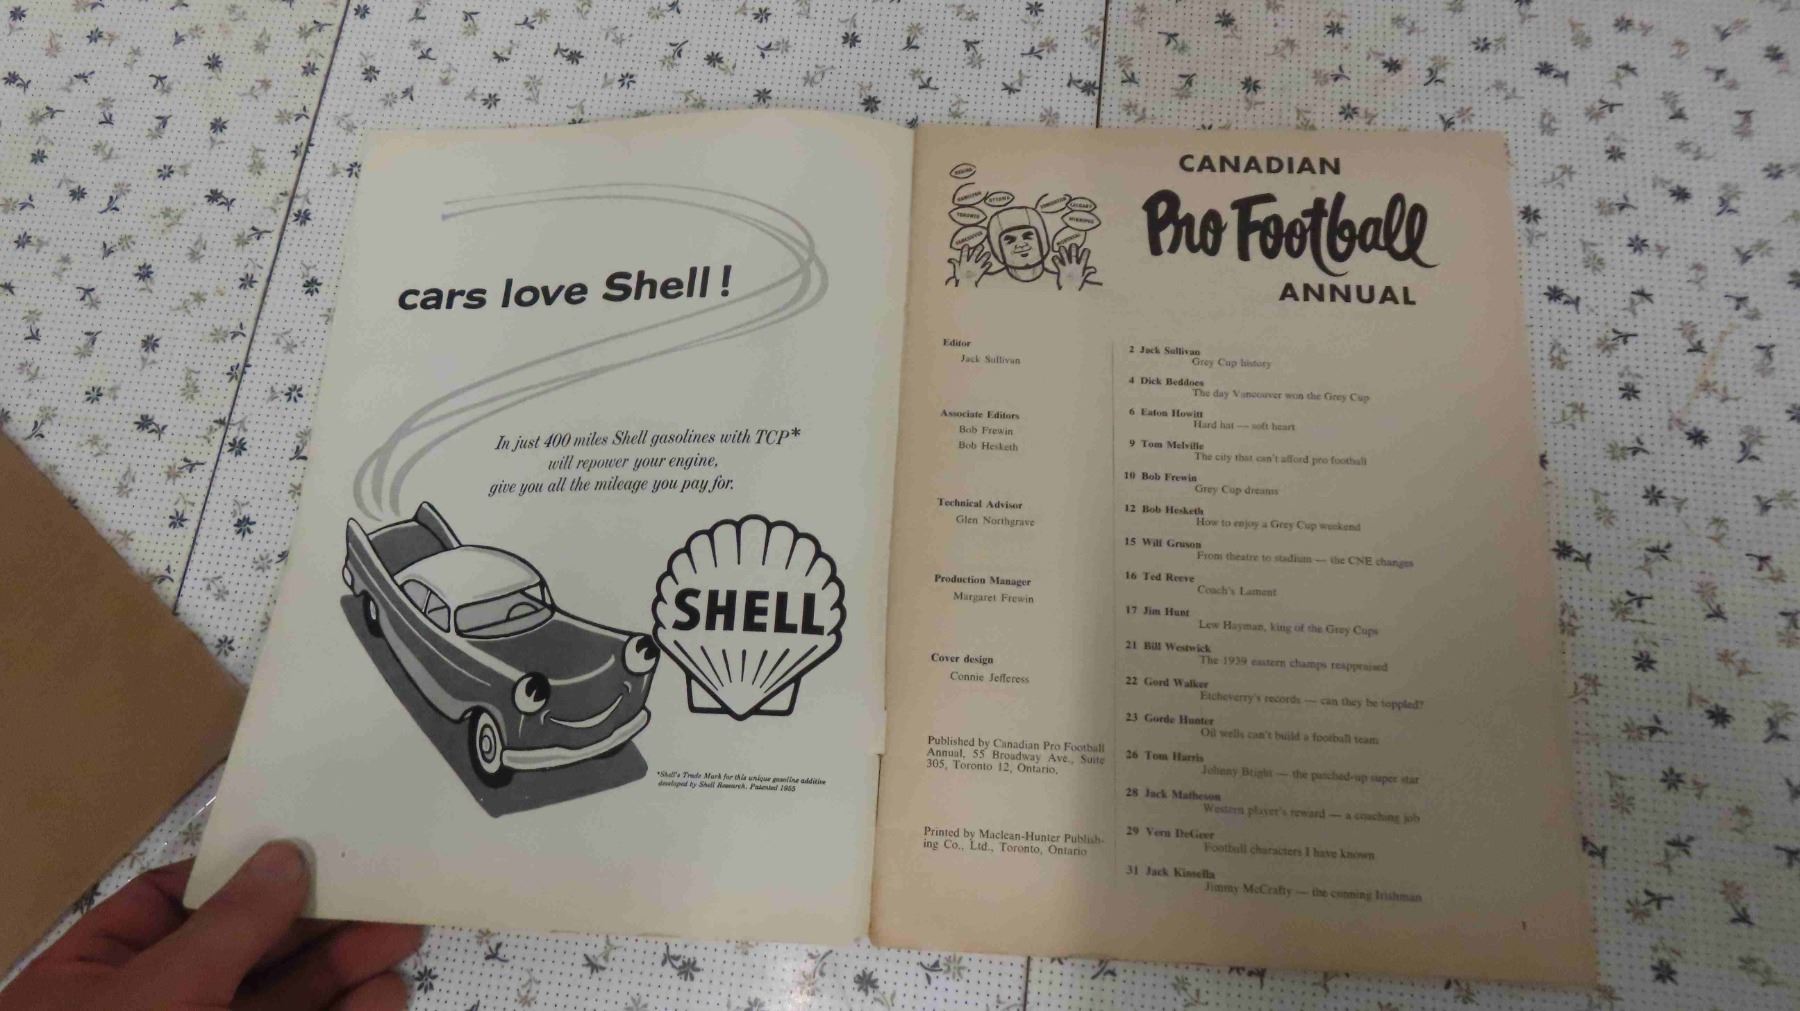 cars love Shell!
In just 400 miles Shell gasolines with TCP*
will repower your engine,
give you all the mileage you pay for.
SHELL
*Shell's Trade Mark for this unique gasoline additive
developed by Shell Research. Patented 1955
REGINA
HAMILTON
OTTAWA
EDMONTON
CALGARY
TORONTO
WINNIPEG
VANCOUVER
MONTREAL
CANADIAN
Pro Football
ANNUAL
Editor
Jack Sullivan
Associate Editors
Bob Frewin
Bob Hesketh
Technical Advisor
Glen Northgrave
Production Manager
Margaret Frewin
Cover design
Connie Jefferess
Published by Canadian Pro Football
Annual, 55 Broadway Ave., Suite
305, Toronto 12, Ontario.
Printed by Maclean-Hunter Publish-
ing Co., Ltd., Toronto, Ontario
2 Jack Sullivan
Grey Cup history
4 Dick Beddoes
The day Vancouver won the Grey Cup
6 Eaton Howitt
Hard hat — soft heart
9 Tom Melville
The city that can't afford pro football
10 Bob Frewin
Grey Cup dreams
12 Bob Hesketh
How to enjoy a Grey Cup weekend
15 Will Gruson
From theatre to stadium — the CNE changes
16 Ted Reeve
Coach's Lament
17 Jim Hunt
Lew Hayman, king of the Grey Cups
21 Bill Westwick
The 1939 eastern champs reappraised
22 Gord Walker
Etcheverry's records — can they be toppled?
23 Gorde Hunter
Oil wells can't build a football team
26 Tom Harris
Johnny Bright — the patched-up super star
28 Jack Matheson
Western player's reward — a coaching job
29 Vern DeGeer
Football characters I have known
31 Jack Kinsella
Jimmy McCrafty — the cunning Irishman
1